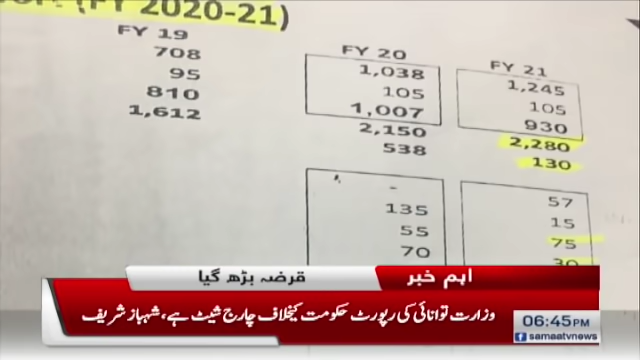 (FY 2020-21)
FY 19 FY 20 FY 21
708 1,038 1,245
95 105 105
810 1,007 930
1,612 2,150 2,280
538 130
57
135 15
55 75
70 30
قرضہ بڑھ گیا
اہم خبر
وزارت توانائی کی رپورٹ حکومت کیخلاف چارج شیٹ ہے، شہباز شریف
06:45PM
samaatvnews